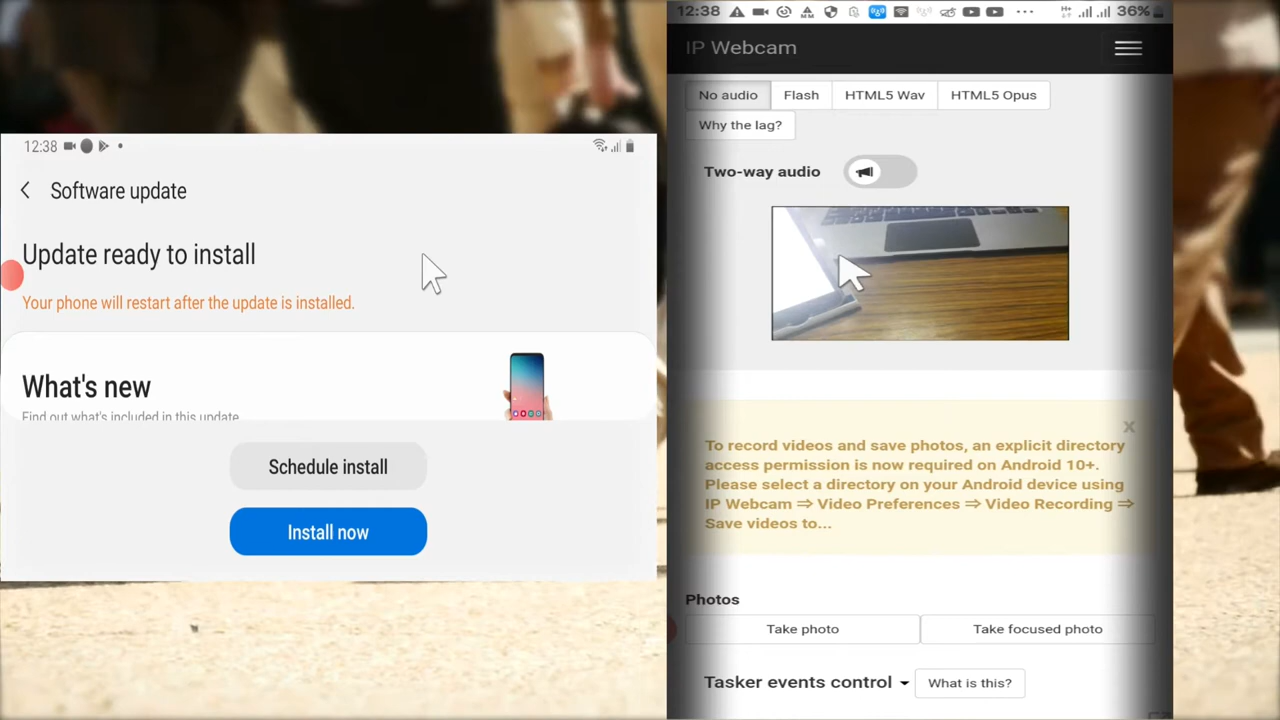 12:38
Software update
Update ready to install
Your phone will restart after the update is installed.
What's new
Find out what's included in this update
Schedule install
Install now
12:38 36%
IP Webcam
No audio Flash HTML5 Wav HTML5 Opus
Why the lag?
Two-way audio
x
To record videos and save photos, an explicit directory
access permission is now required on Android 10+.
Please select a directory on your Android device using
IP Webcam ⇒ Video Preferences ⇒ Video Recording ⇒
Save videos to...
Photos
Take photo Take focused photo
Tasker events control What is this?